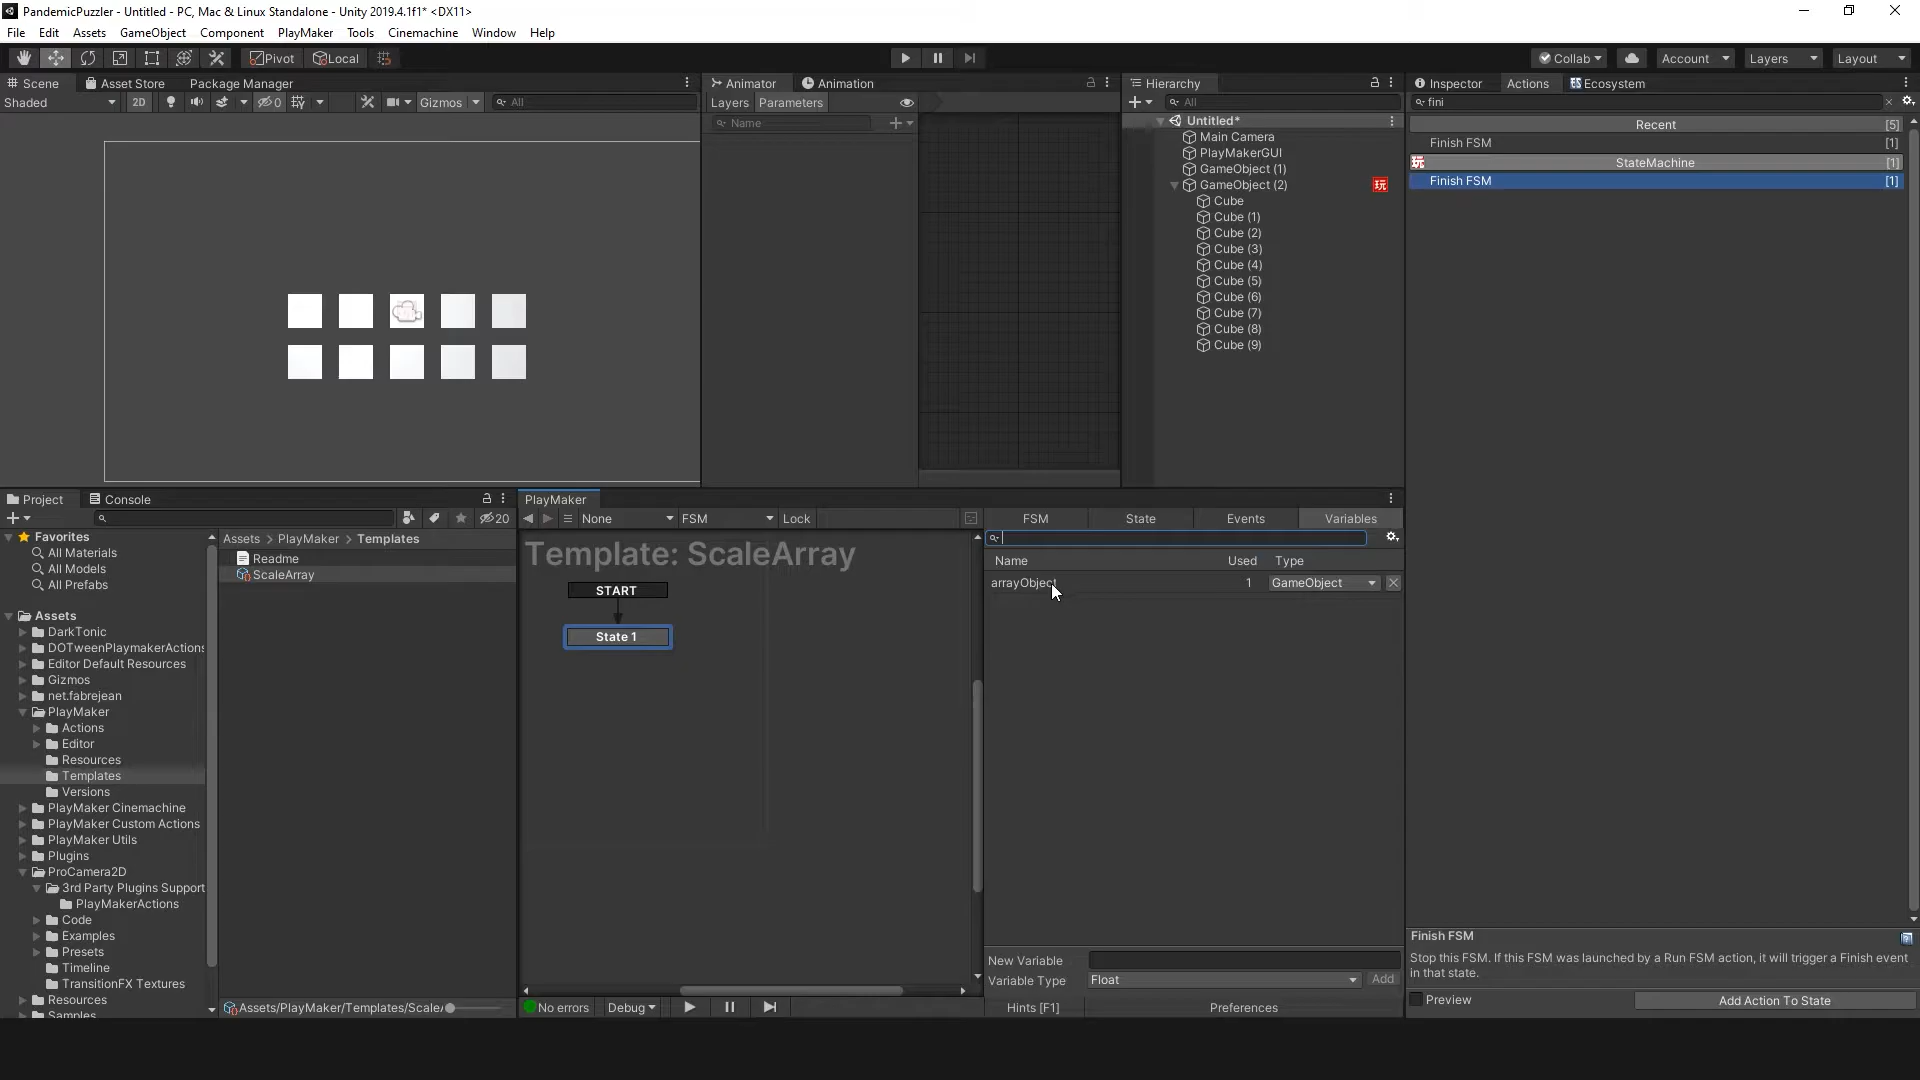 PandemicPuzzler - Untitled - PC, Mac & Linux Standalone - Unity 2019.4.1f1* <DX11>
File Edit Assets GameObject Component PlayMaker Tools Cinemachine Window Help
Pivot Local Collab Account Layers Layout
Scene Asset Store Package Manager
Shaded 2D 0 Gizmos All
Animator Animation
Layers Parameters
Name
Hierarchy
All
Untitled*
Main Camera
PlayMakerGUI
GameObject (1)
GameObject (2) 玩
Cube
Cube (1)
Cube (2)
Cube (3)
Cube (4)
Cube (5)
Cube (6)
Cube (7)
Cube (8)
Cube (9)
Inspector Actions Ecosystem
fini
Recent [5]
Finish FSM [1]
玩 StateMachine [1]
Finish FSM [1]
Finish FSM
Stop this FSM. If this FSM was launched by a Run FSM action, it will trigger a Finish event
in that state.
Preview Add Action To State
Project Console
20
Favorites
All Materials
All Models
All Prefabs
Assets
DarkTonic
DOTweenPlaymakerActions
Editor Default Resources
Gizmos
net.fabrejean
PlayMaker
Actions
Editor
Resources
Templates
Versions
PlayMaker Cinemachine
PlayMaker Custom Actions
PlayMaker Utils
Plugins
ProCamera2D
3rd Party Plugins Support
PlayMakerActions
Code
Examples
Presets
Timeline
TransitionFX Textures
Resources
Samples
Assets PlayMaker Templates
Readme
ScaleArray
Assets/PlayMaker/Templates/Scale
PlayMaker
None FSM Lock
Template: ScaleArray
START
State 1
No errors Debug
FSM State Events Variables
Name Used Type
arrayObject 1 GameObject
New Variable
Variable Type Float Add
Hints [F1] Preferences